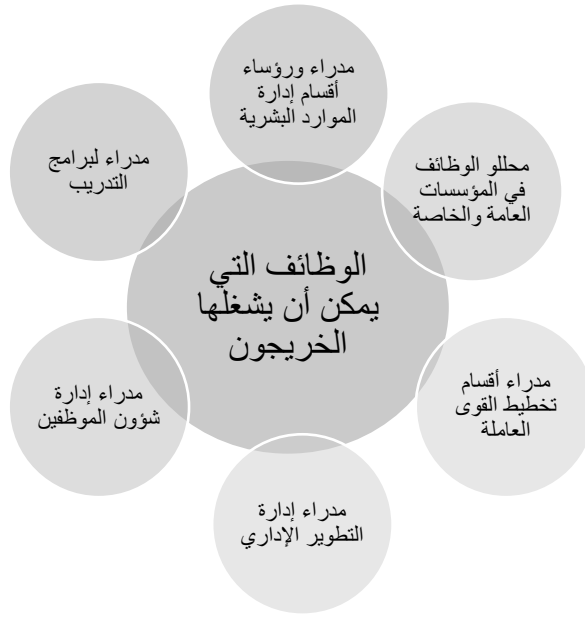 مدراء ورؤساء
أقسام إدارة
الموارد البشرية
محللو الوظائف
في المؤسسات
العامة والخاصة
مدراء أقسام
تخطيط القوى
العاملة
مدراء إدارة
التطوير الإداري
مدراء إدارة
شؤون الموظفين
مدراء لبرامج
التدريب
الوظائف التي
يمكن أن يشغلها
الخريجون